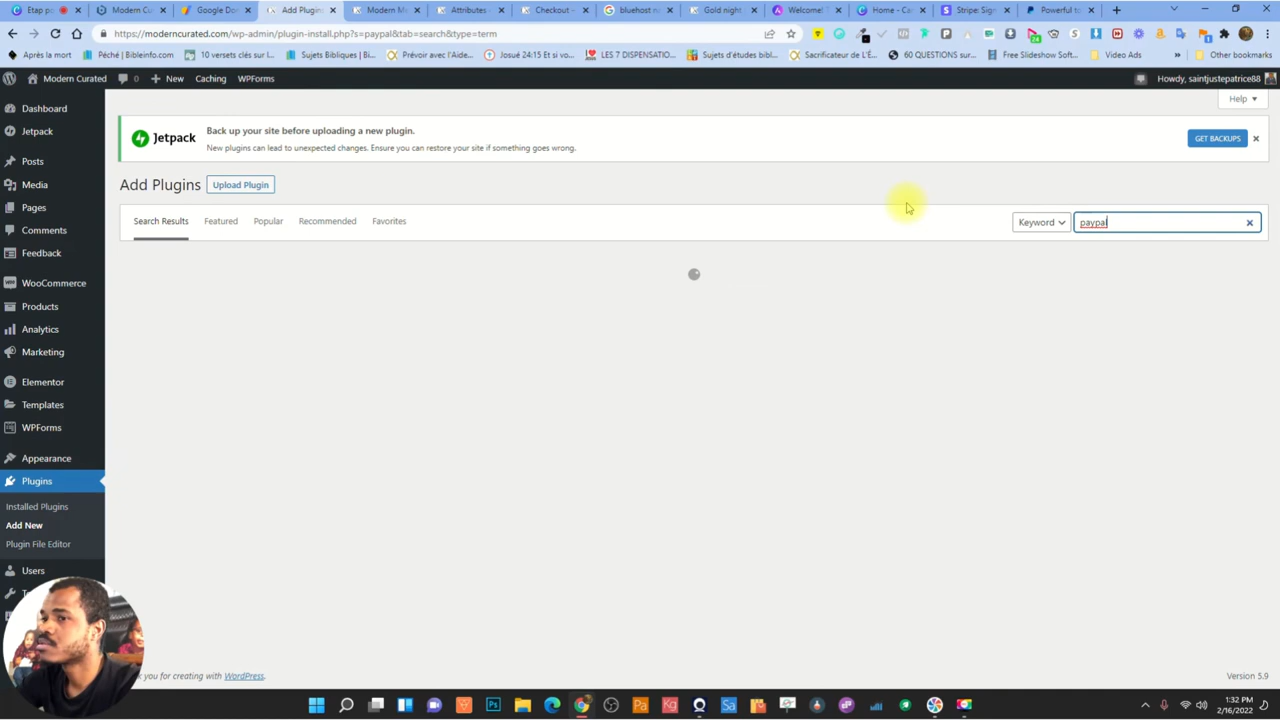 Etap po
Modern Cu
Google Dor
Add Plugins
Modern Me
Attributes –
Checkout –
bluehost n
Gold night
Welcome!
Home - Ca
Stripe: Sign
Powerful to
https://moderncurated.com/wp-admin/plugin-install.php?s=paypal&tab=search&type=term
Après la mort
Péché | Bibleinfo.com
10 versets clés sur l'...
Sujets Bibliques | Bi...
Prévoir avec l'Aide...
Josué 24:15 Et si vo...
LES 7 DISPENSATIO...
Sujets d'études bibl...
Sacrificateur de L'É...
60 QUESTIONS sur...
Free Slideshow Soft...
Video Ads
»
Other bookmarks
Modern Curated
0
+ New
Caching
WPForms
Howdy, saintjustepatrice88
Dashboard
Jetpack
Posts
Media
Pages
Comments
Feedback
WooCommerce
Products
Analytics
Marketing
Elementor
Templates
WPForms
Appearance
Plugins
Installed Plugins
Add New
Plugin File Editor
Users
Help
Jetpack
Back up your site before uploading a new plugin.
New plugins can lead to unexpected changes. Ensure you can restore your site if something goes wrong.
GET BACKUPS
Add Plugins
Upload Plugin
Search Results
Featured
Popular
Recommended
Favorites
Keyword
paypal
you for creating with WordPress.
Version 5.9
1:32 PM
2/16/2022